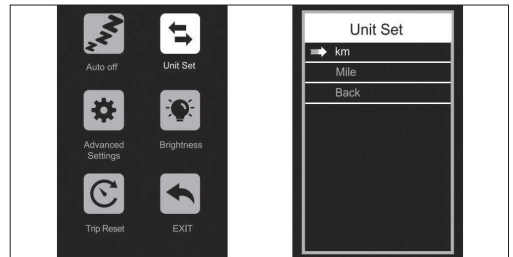 Auto off
Unit Set
Advanced
Settings
Brightness
Trip Reset
EXIT
Unit Set
km
Mile
Back